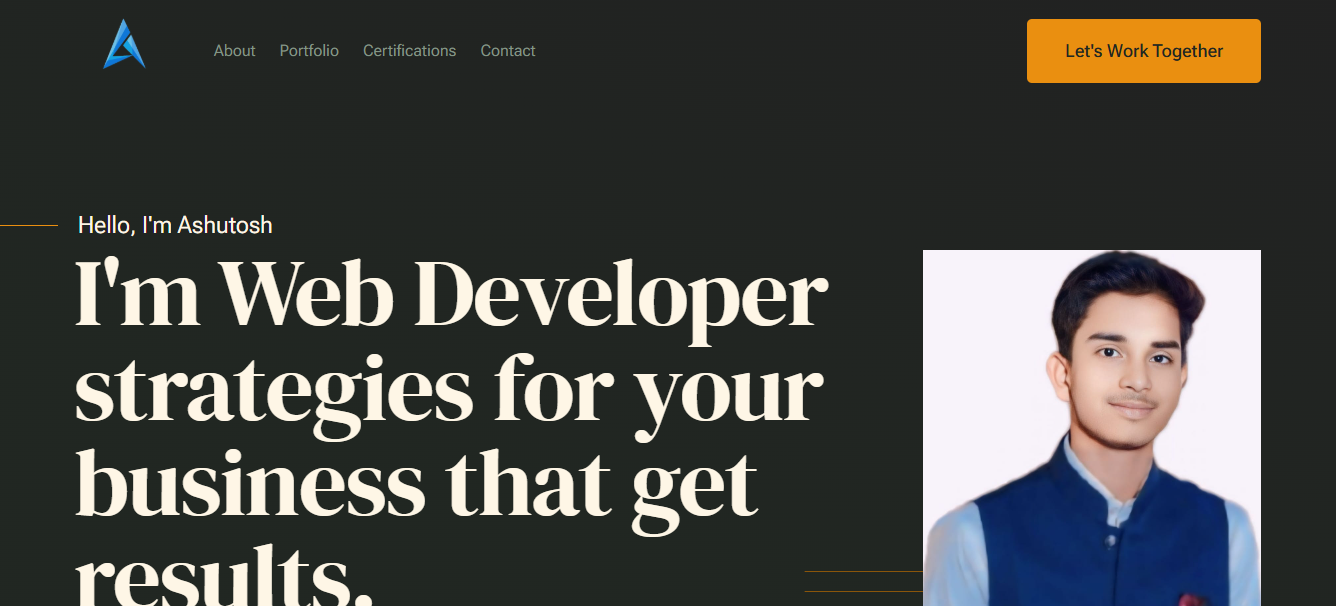 About Portfolio Certifications Contact
Let's Work Together
Hello, I'm Ashutosh
I'm Web Developer
strategies for your
business that get
results.